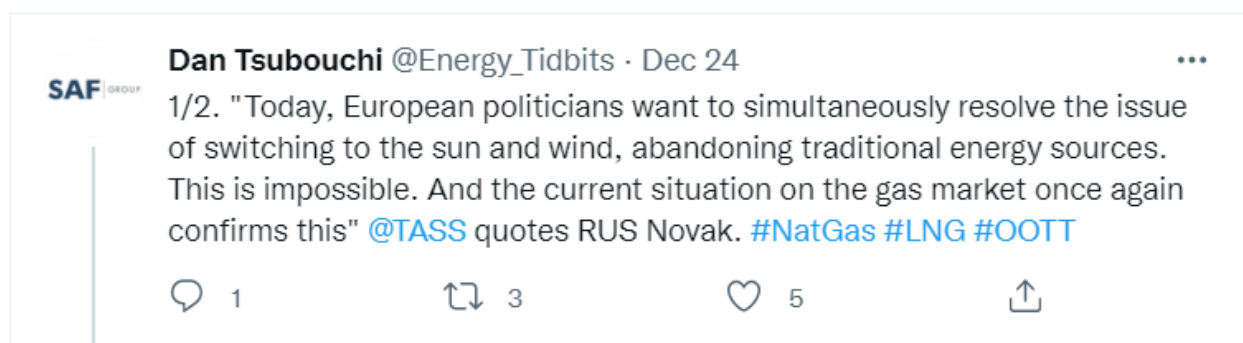 SAF GROUP
Dan Tsubouchi @Energy_Tidbits · Dec 24
1/2. "Today, European politicians want to simultaneously resolve the issue
of switching to the sun and wind, abandoning traditional energy sources.
This is impossible. And the current situation on the gas market once again
confirms this" @TASS quotes RUS Novak. #NatGas #LNG #OOTT
1 3 5